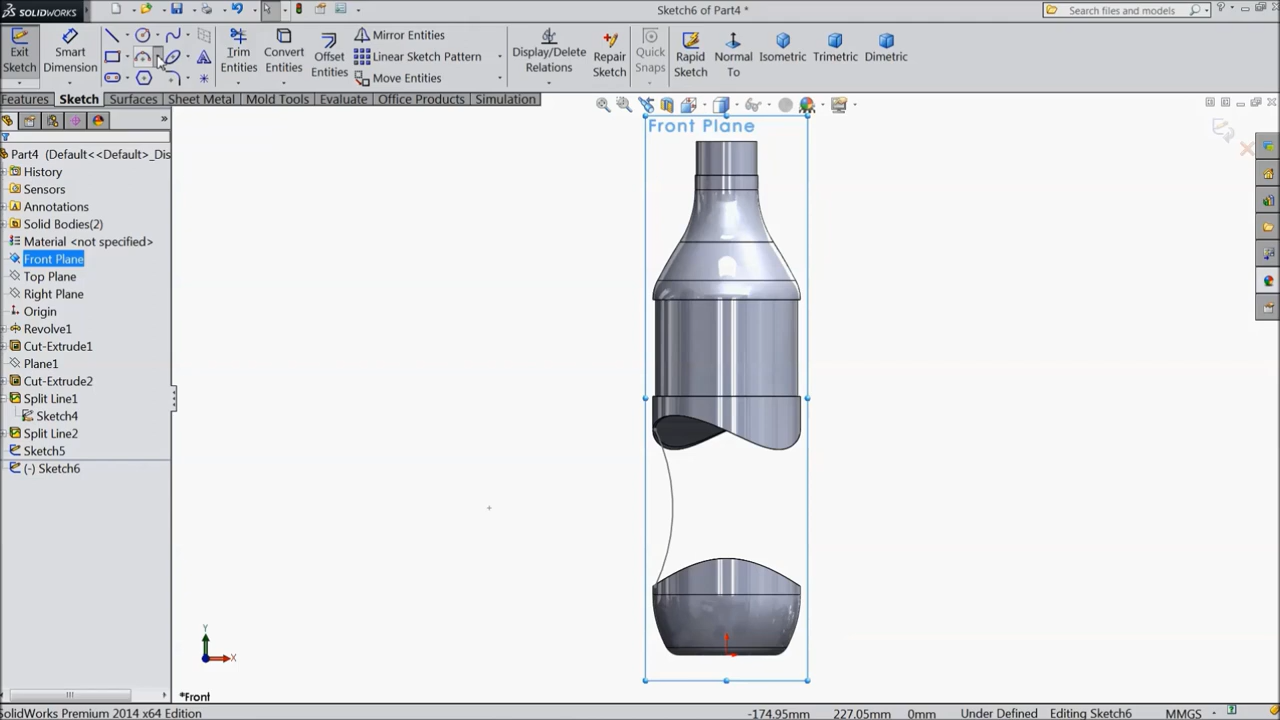 SOLIDWORKS
Sketch6 of Part4 *
Search files and models
Exit Sketch
Smart Dimension
Trim Entities
Convert Entities
Offset Entities
Mirror Entities
Linear Sketch Pattern
Move Entities
Display/Delete Relations
Repair Sketch
Quick Snaps
Rapid Sketch
Normal To
Isometric
Trimetric
Dimetric
Features
Sketch
Surfaces
Sheet Metal
Mold Tools
Evaluate
Office Products
Simulation
Part4 (Default<<Default>_Dis
History
Sensors
Annotations
Solid Bodies(2)
Material <not specified>
Front Plane
Top Plane
Right Plane
Origin
Revolve1
Cut-Extrude1
Plane1
Cut-Extrude2
Split Line1
Sketch4
Split Line2
Sketch5
(-) Sketch6
Front Plane
Y
X
*Front
SolidWorks Premium 2014 x64 Edition
-174.95mm
227.05mm
0mm
Under Defined
Editing Sketch6
MMGS